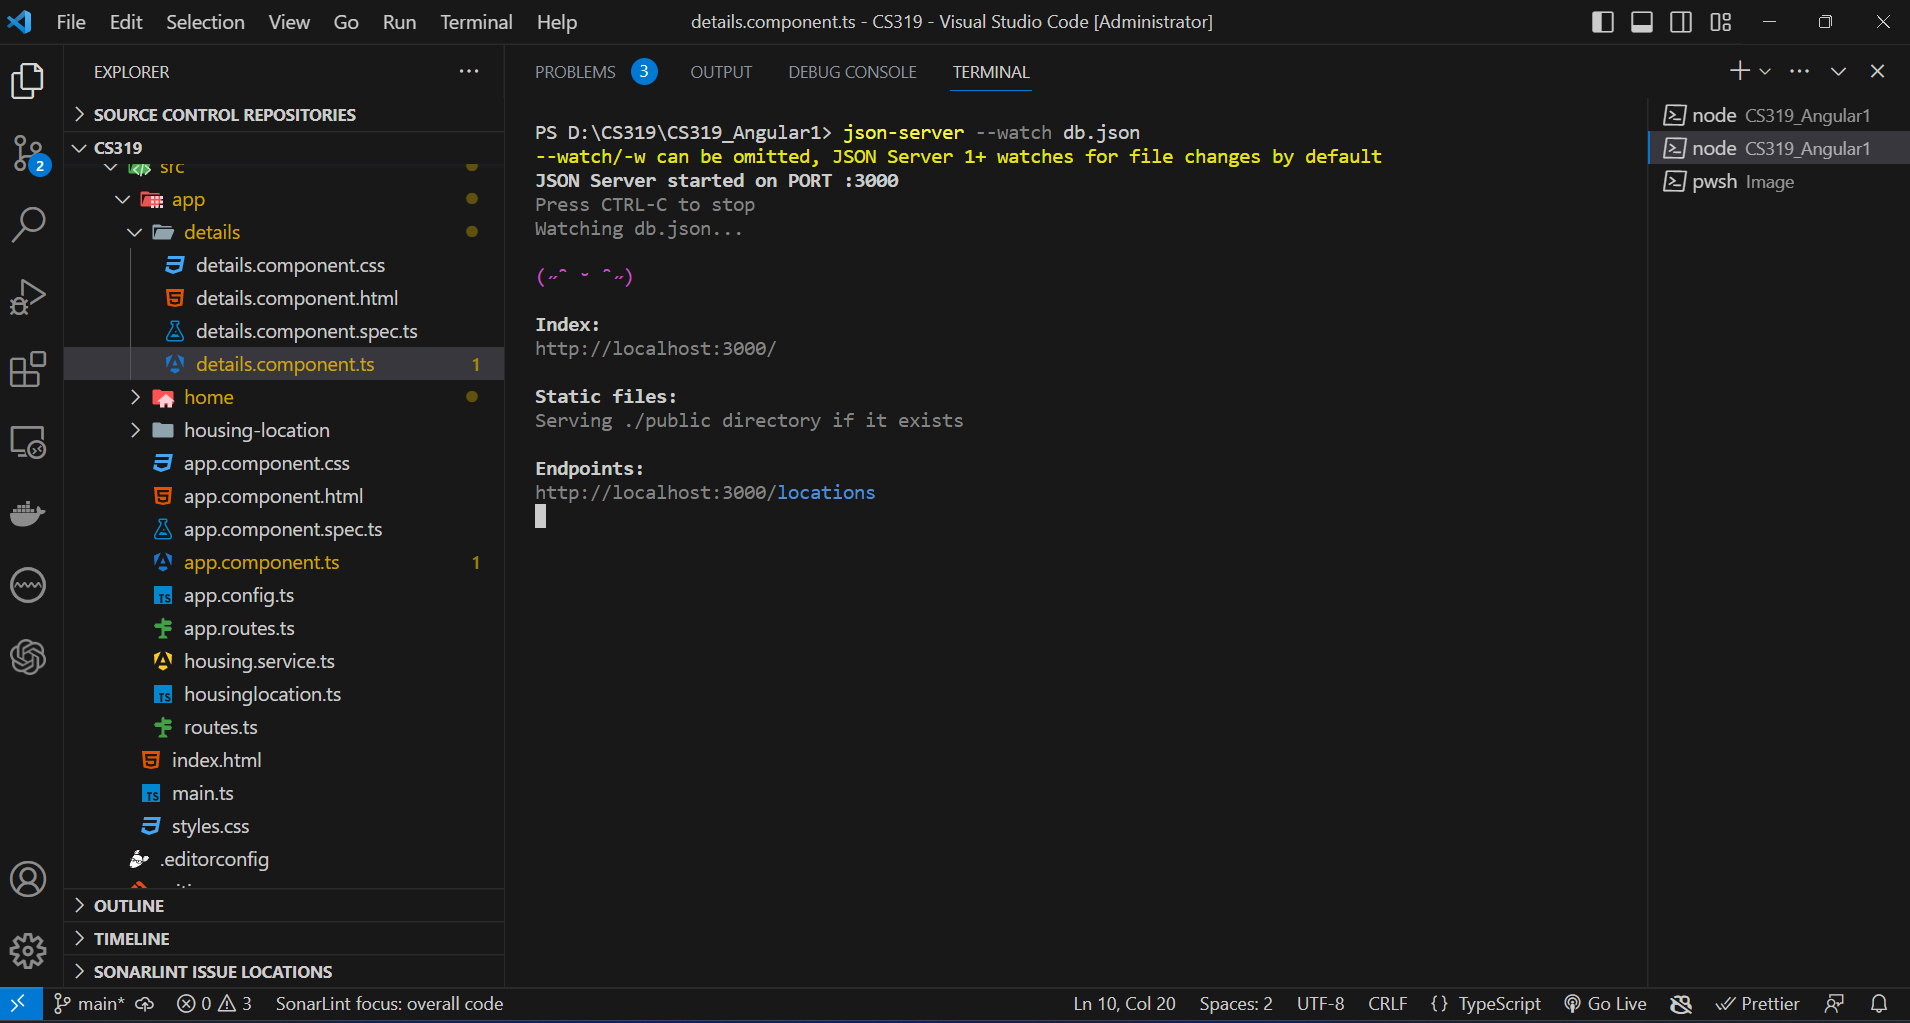 File Edit Selection View Go Run Terminal Help
details.component.ts - CS319 - Visual Studio Code [Administrator]
EXPLORER
SOURCE CONTROL REPOSITORIES
2
CS319
src
app
details
details.component.css
details.component.html
details.component.spec.ts
details.component.ts 1
home
housing-location
app.component.css
app.component.html
app.component.spec.ts
app.component.ts 1
app.config.ts
app.routes.ts
housing.service.ts
housinglocation.ts
routes.ts
index.html
main.ts
styles.css
.editorconfig
OUTLINE
TIMELINE
SONARLINT ISSUE LOCATIONS
PROBLEMS 3 OUTPUT DEBUG CONSOLE TERMINAL
PS D:\CS319\CS319_Angular1> json-server --watch db.json
--watch/-w can be omitted, JSON Server 1+ watches for file changes by default
JSON Server started on PORT :3000
Press CTRL-C to stop
Watching db.json...
(˶ᵔ ᵕ ᵔ˶)
Index:
http://localhost:3000/
Static files:
Serving ./public directory if it exists
Endpoints:
http://localhost:3000/locations
node CS319_Angular1
node CS319_Angular1
pwsh Image
main* 0 3 SonarLint focus: overall code
Ln 10, Col 20 Spaces: 2 UTF-8 CRLF {} TypeScript Go Live Prettier